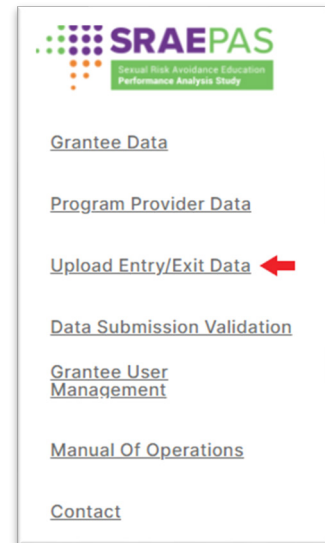 SRAEPAS
Sexual Risk Avoidance Education
Performance Analysis Study
Grantee Data
Program Provider Data
Upload Entry/Exit Data
Data Submission Validation
Grantee User
Management
Manual Of Operations
Contact